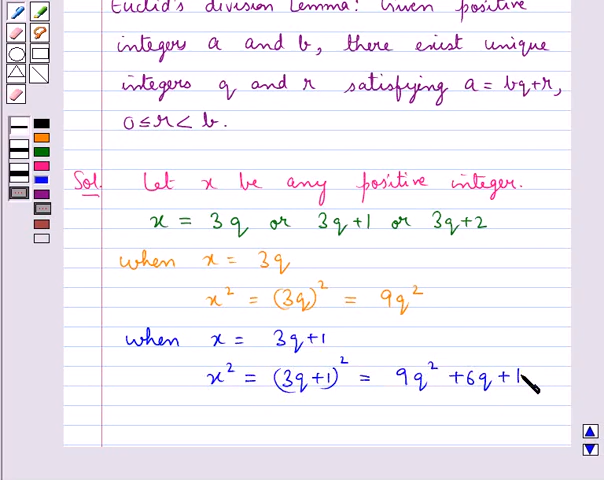 Euclid's division Lemma: Given positive
integers a and b, there exist unique
integers q and r satisfying a = bq+r,
0 ≤ r < b.
Sol. Let x be any positive integer.
x = 3q or 3q+1 or 3q+2
when x = 3q
x² = (3q)² = 9q²
when x = 3q+1
x² = (3q+1)² = 9q² +6q+1